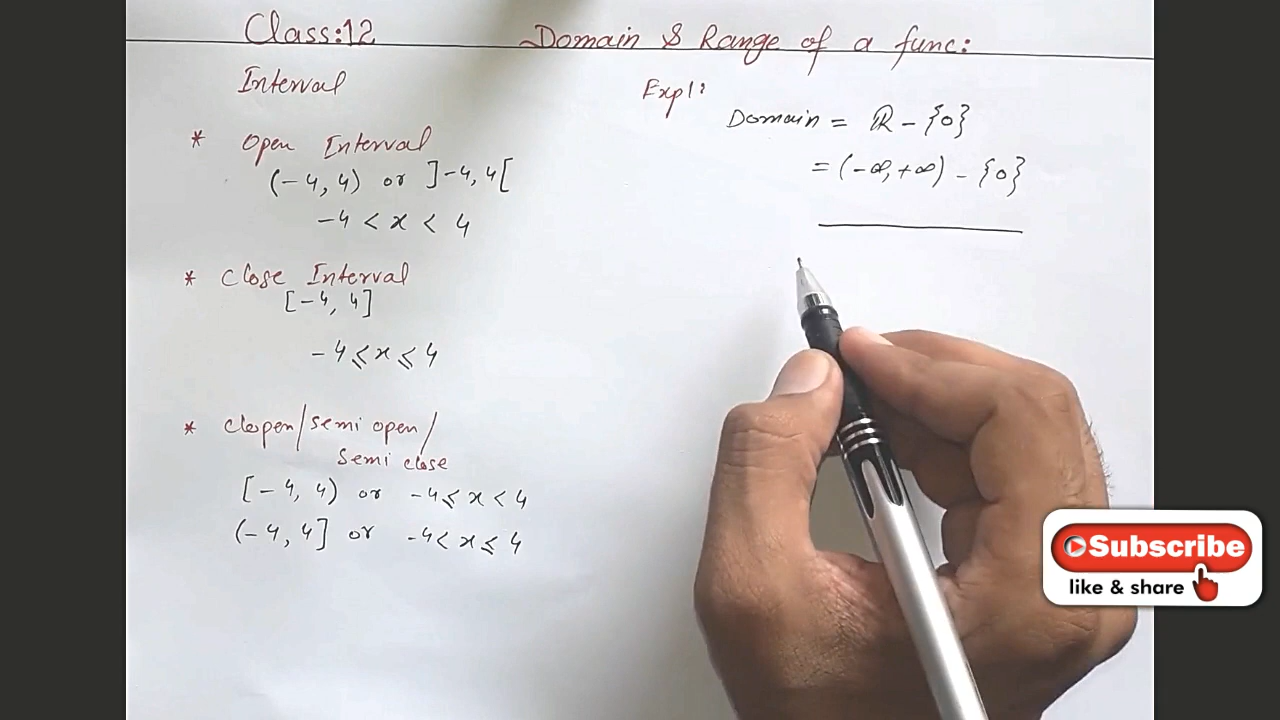 Class:12
Domain & Range of a func:
Interval
* Open Interval
(-4, 4) or ]-4, 4[
-4 < x < 4
* Close Interval
[-4, 4]
-4 ⩽ x ⩽ 4
* Clopen/semi open/
semi close
[-4, 4) or -4 ⩽ x < 4
(-4, 4] or -4 < x ⩽ 4
Expl:
Domain = ℝ - {0}
= (-∞, +∞) - {0}
Subscribe
like & share